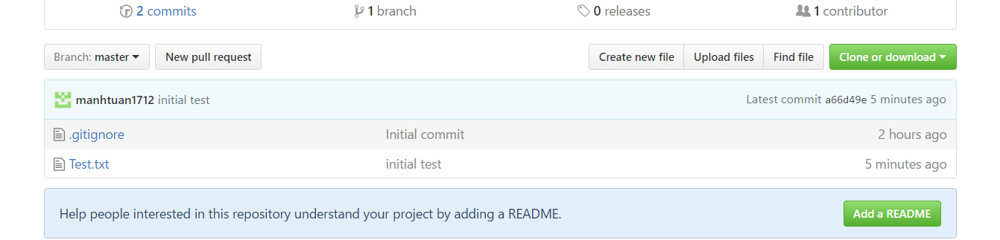 2 commits 1 branch 0 releases 1 contributor
Branch: master New pull request Create new file Upload files Find file Clone or download
manhtuan1712 initial test Latest commit a66d49e 5 minutes ago
.gitignore Initial commit 2 hours ago
Test.txt initial test 5 minutes ago
Help people interested in this repository understand your project by adding a README. Add a README